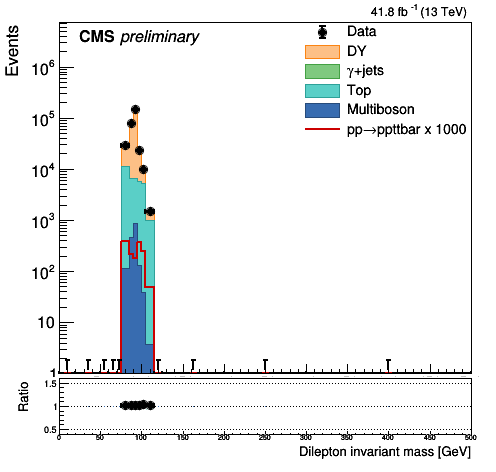 41.8 fb⁻¹ (13 TeV)
CMS preliminary
Data
DY
γ+jets
Top
Multiboson
pp→ppttbar x 1000
Events
10⁶
10⁵
10⁴
10³
10²
10
1
Ratio
1.5
1
0.5
0 50 100 150 200 250 300 350 400 450 500
Dilepton invariant mass [GeV]